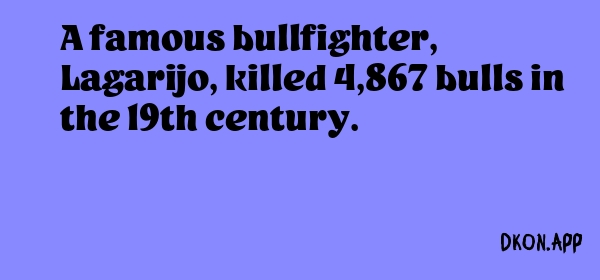 A famous bullfighter,
Lagarijo, killed 4,867 bulls in
the 19th century.
DKON.APP